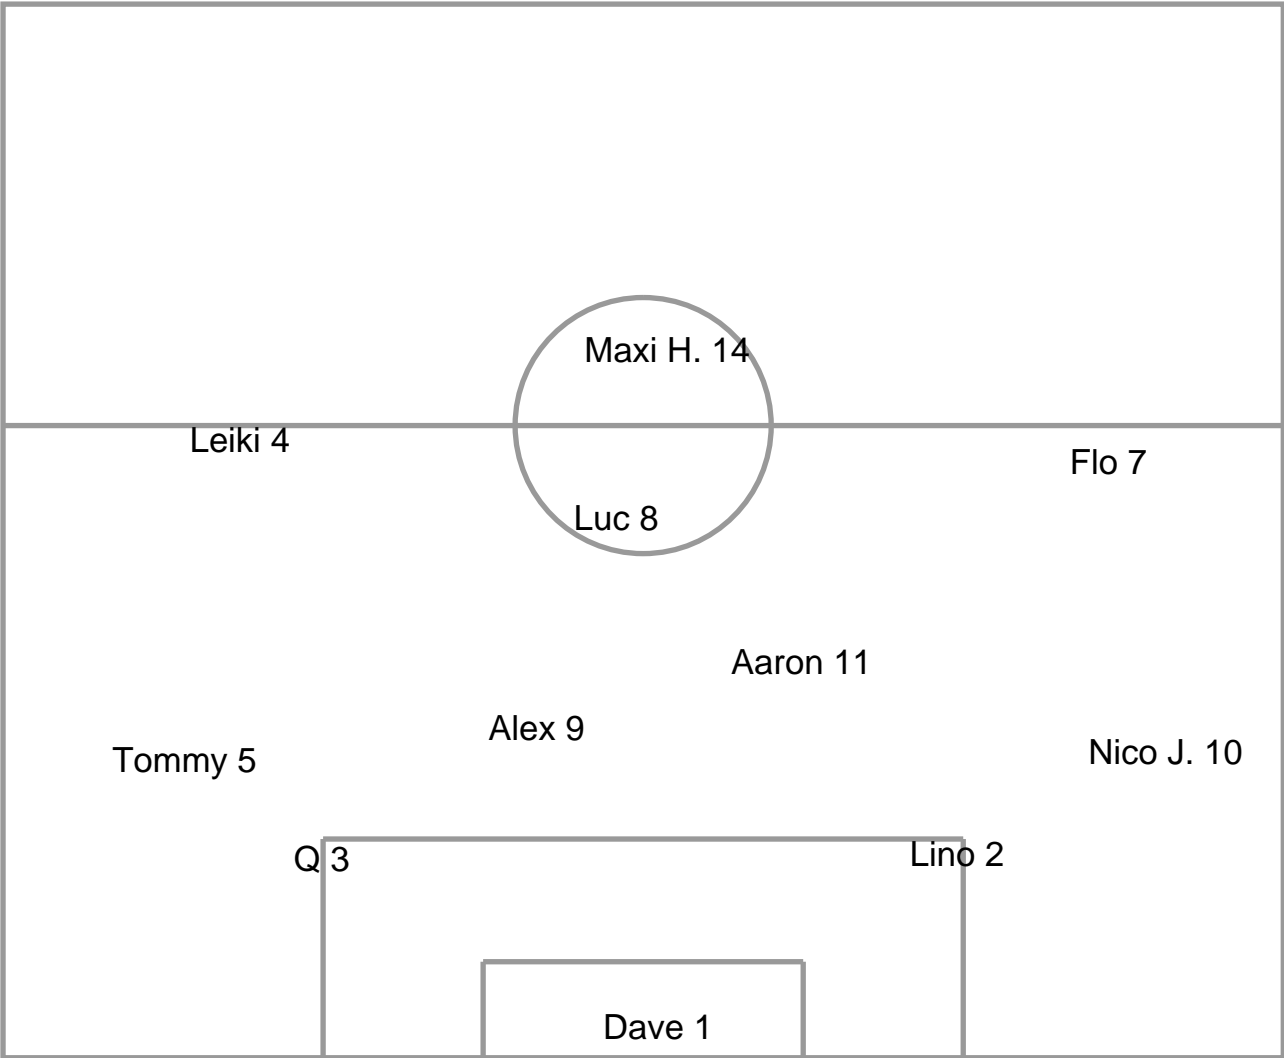 Maxi H. 14
Leiki 4
Flo 7
Luc 8
Aaron 11
Alex 9
Nico J. 10
Tommy 5
Lino 2
Q 3
Dave 1